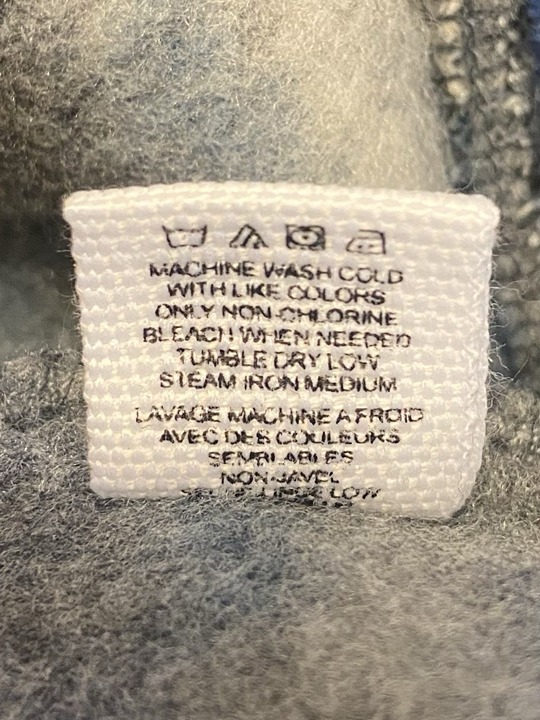 MACHINE WASH COLD
WITH LIKE COLORS
ONLY NON-CHLORINE
BLEACH WHEN NEEDED
TUMBLE DRY LOW
STEAM IRON MEDIUM
LAVAGE MACHINE A FROID
AVEC DES COULEURS
SEMBLABLES
NON-JAVEL
LOW